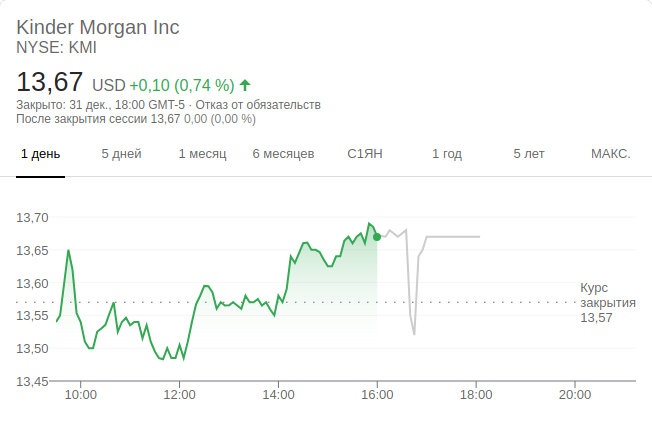 Kinder Morgan Inc
NYSE: KMI
13,67 USD +0,10 (0,74 %)
Закрыто: 31 дек., 18:00 GMT-5 · Отказ от обязательств
После закрытия сессии 13,67 0,00 (0,00 %)
1 день 5 дней 1 месяц 6 месяцев С1ЯН 1 год 5 лет МАКС.
13,70
13,65
13,60
13,55
13,50
13,45
Курс
закрытия
13,57
10:00 12:00 14:00 16:00 18:00 20:00